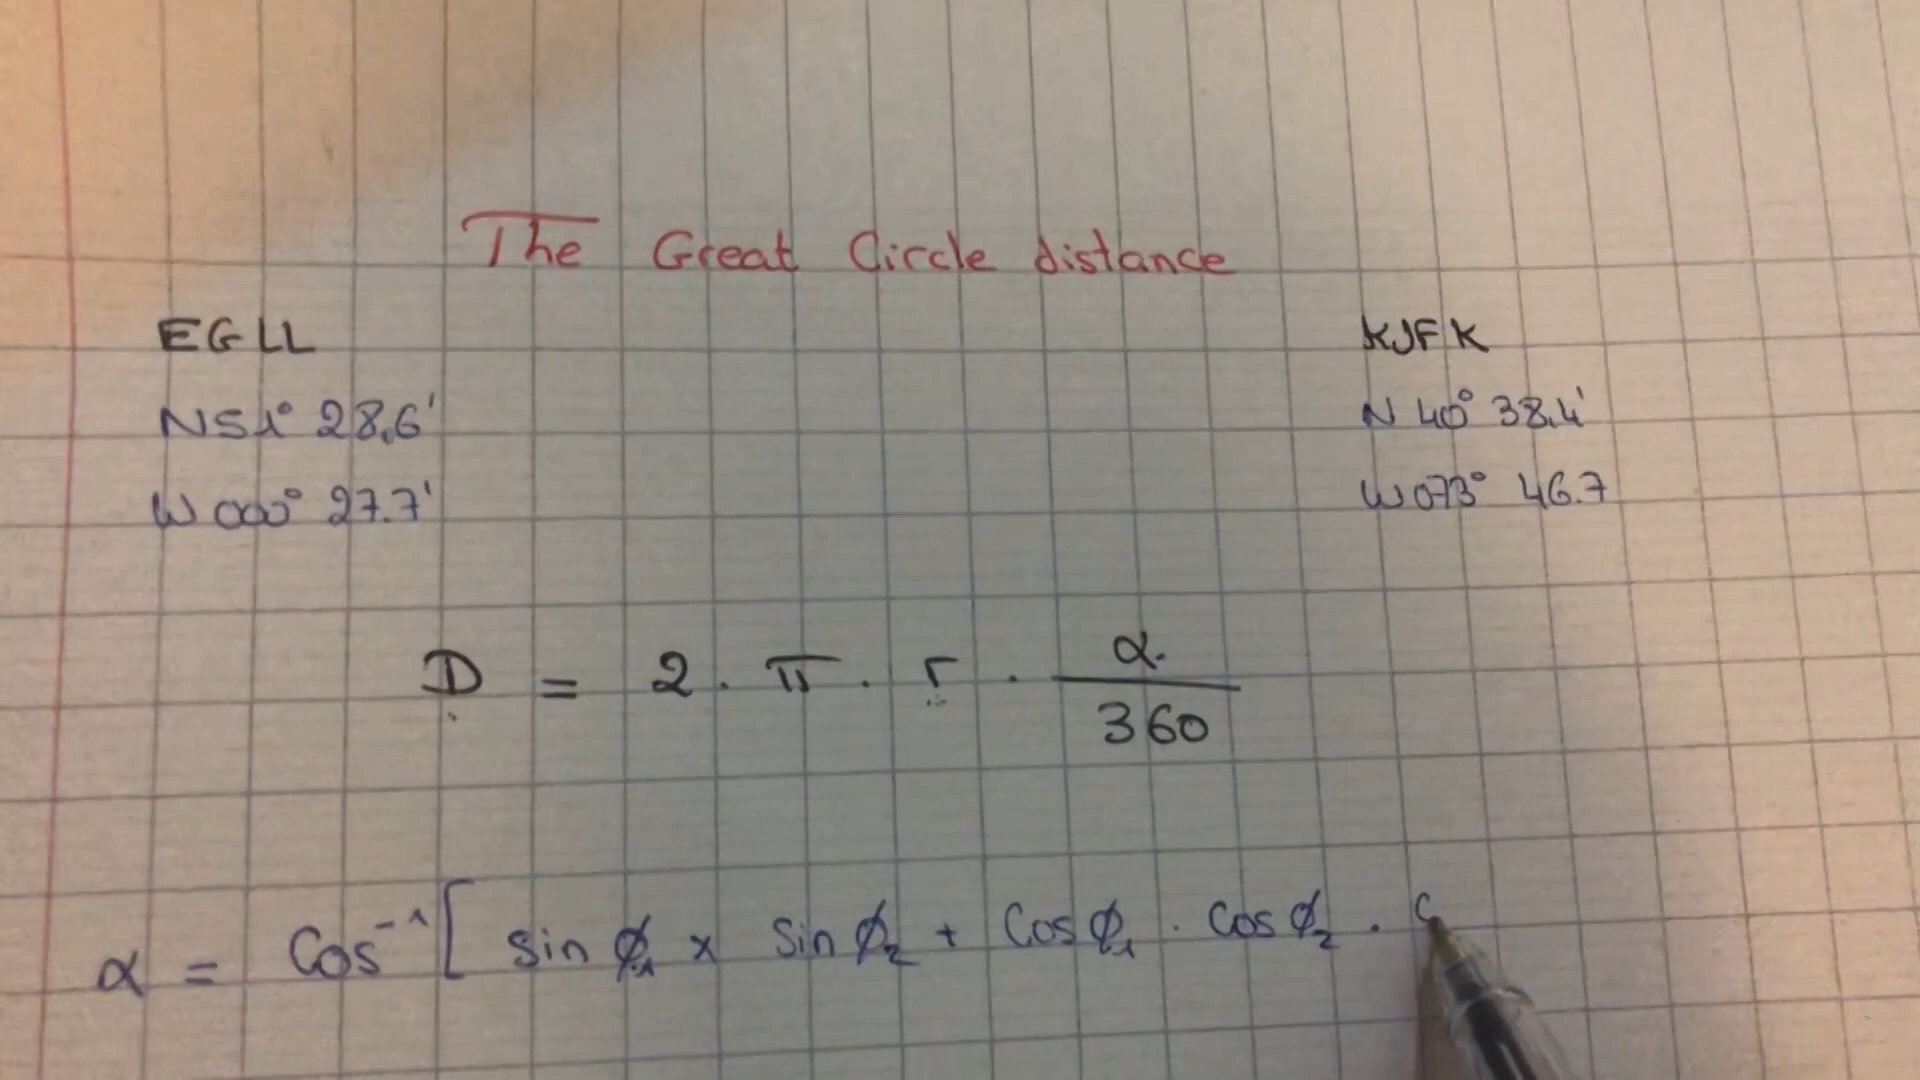 The Great Circle distance
EGLL
N51° 28.6'
W000° 27.7'
KJFK
N 40° 38.4'
W073° 46.7
D = 2 . π . r . α / 360
α = Cos⁻¹ [ sin ϕ₁ x sin ϕ₂ + Cos ϕ₁ . Cos ϕ₂ . C